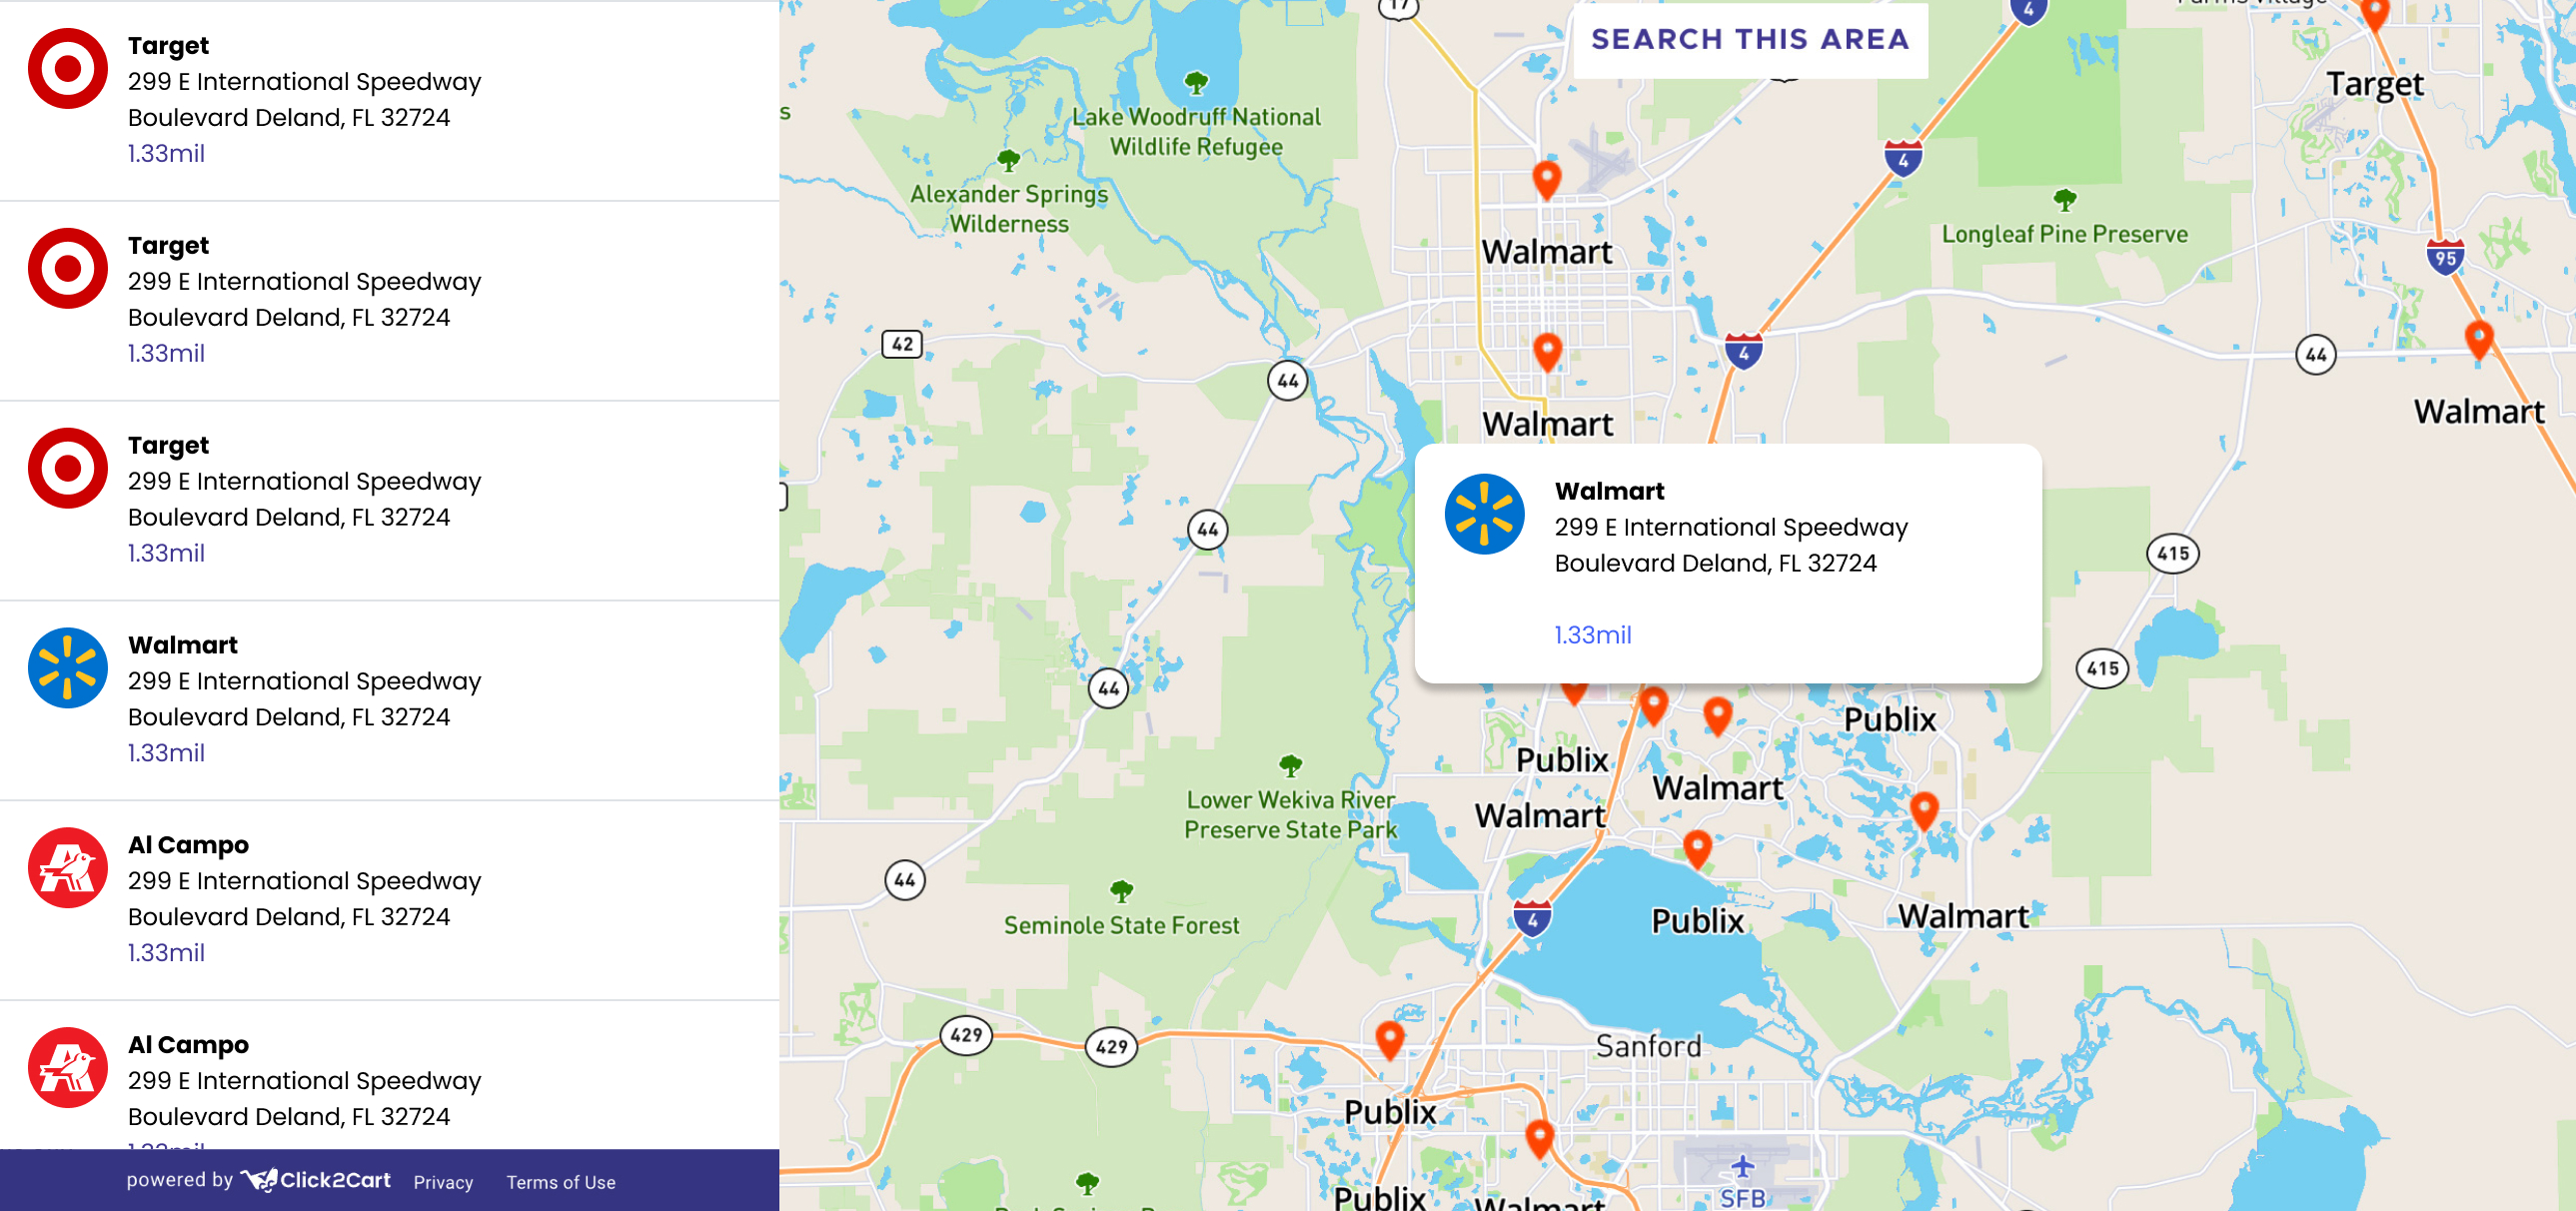 Target
299 E International Speedway
Boulevard Deland, FL 32724
1.33mil
Target
299 E International Speedway
Boulevard Deland, FL 32724
1.33mil
Target
299 E International Speedway
Boulevard Deland, FL 32724
1.33mil
Walmart
299 E International Speedway
Boulevard Deland, FL 32724
1.33mil
Al Campo
299 E International Speedway
Boulevard Deland, FL 32724
1.33mil
Al Campo
299 E International Speedway
Boulevard Deland, FL 32724
powered by Click2Cart Privacy Terms of Use
17
4
SEARCH THIS AREA
Target
Lake Woodruff National
Wildlife Refugee
4
Alexander Springs
Wilderness
Longleaf Pine Preserve
Walmart
95
42
4
44
44
Walmart
Walmart
Walmart
299 E International Speedway
Boulevard Deland, FL 32724
1.33mil
44
415
415
44
Publix
Publix
Walmart
Walmart
Lower Wekiva River
Preserve State Park
44
Seminole State Forest
4
Publix
Walmart
429
429
Sanford
Publix
SFB
Publix
Walmart